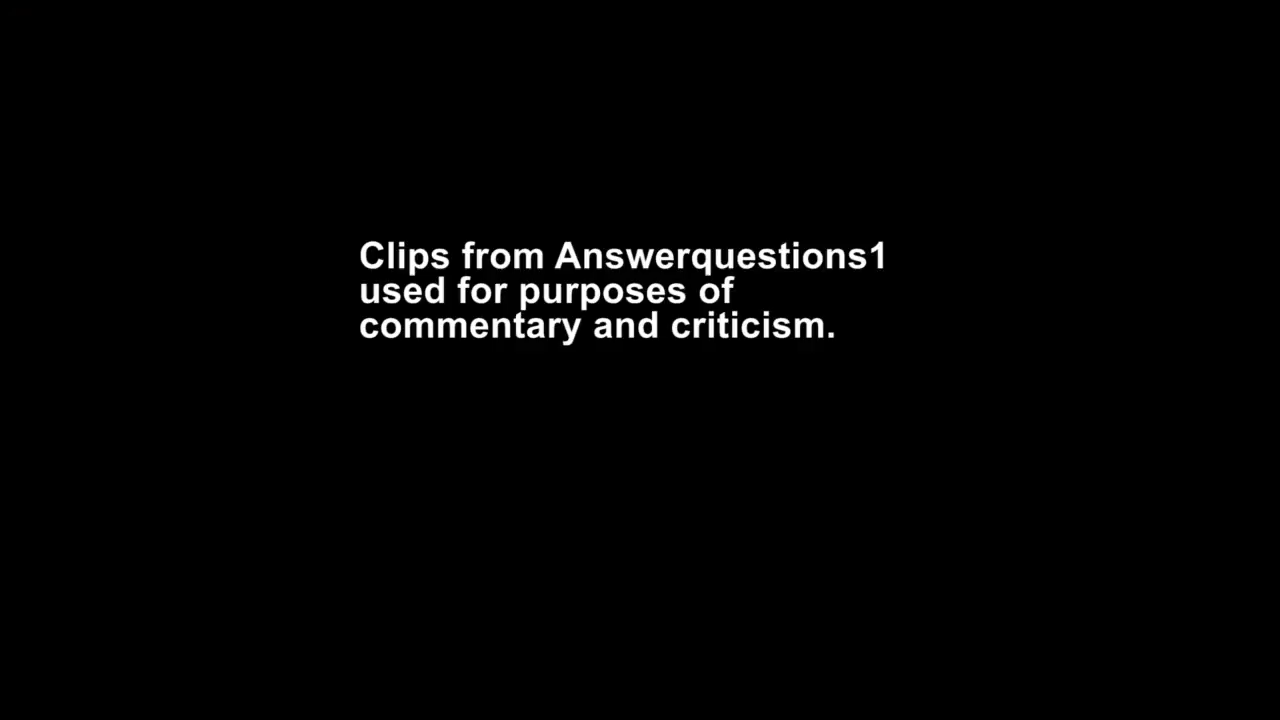 Clips from Answerquestions1
used for purposes of
commentary and criticism.